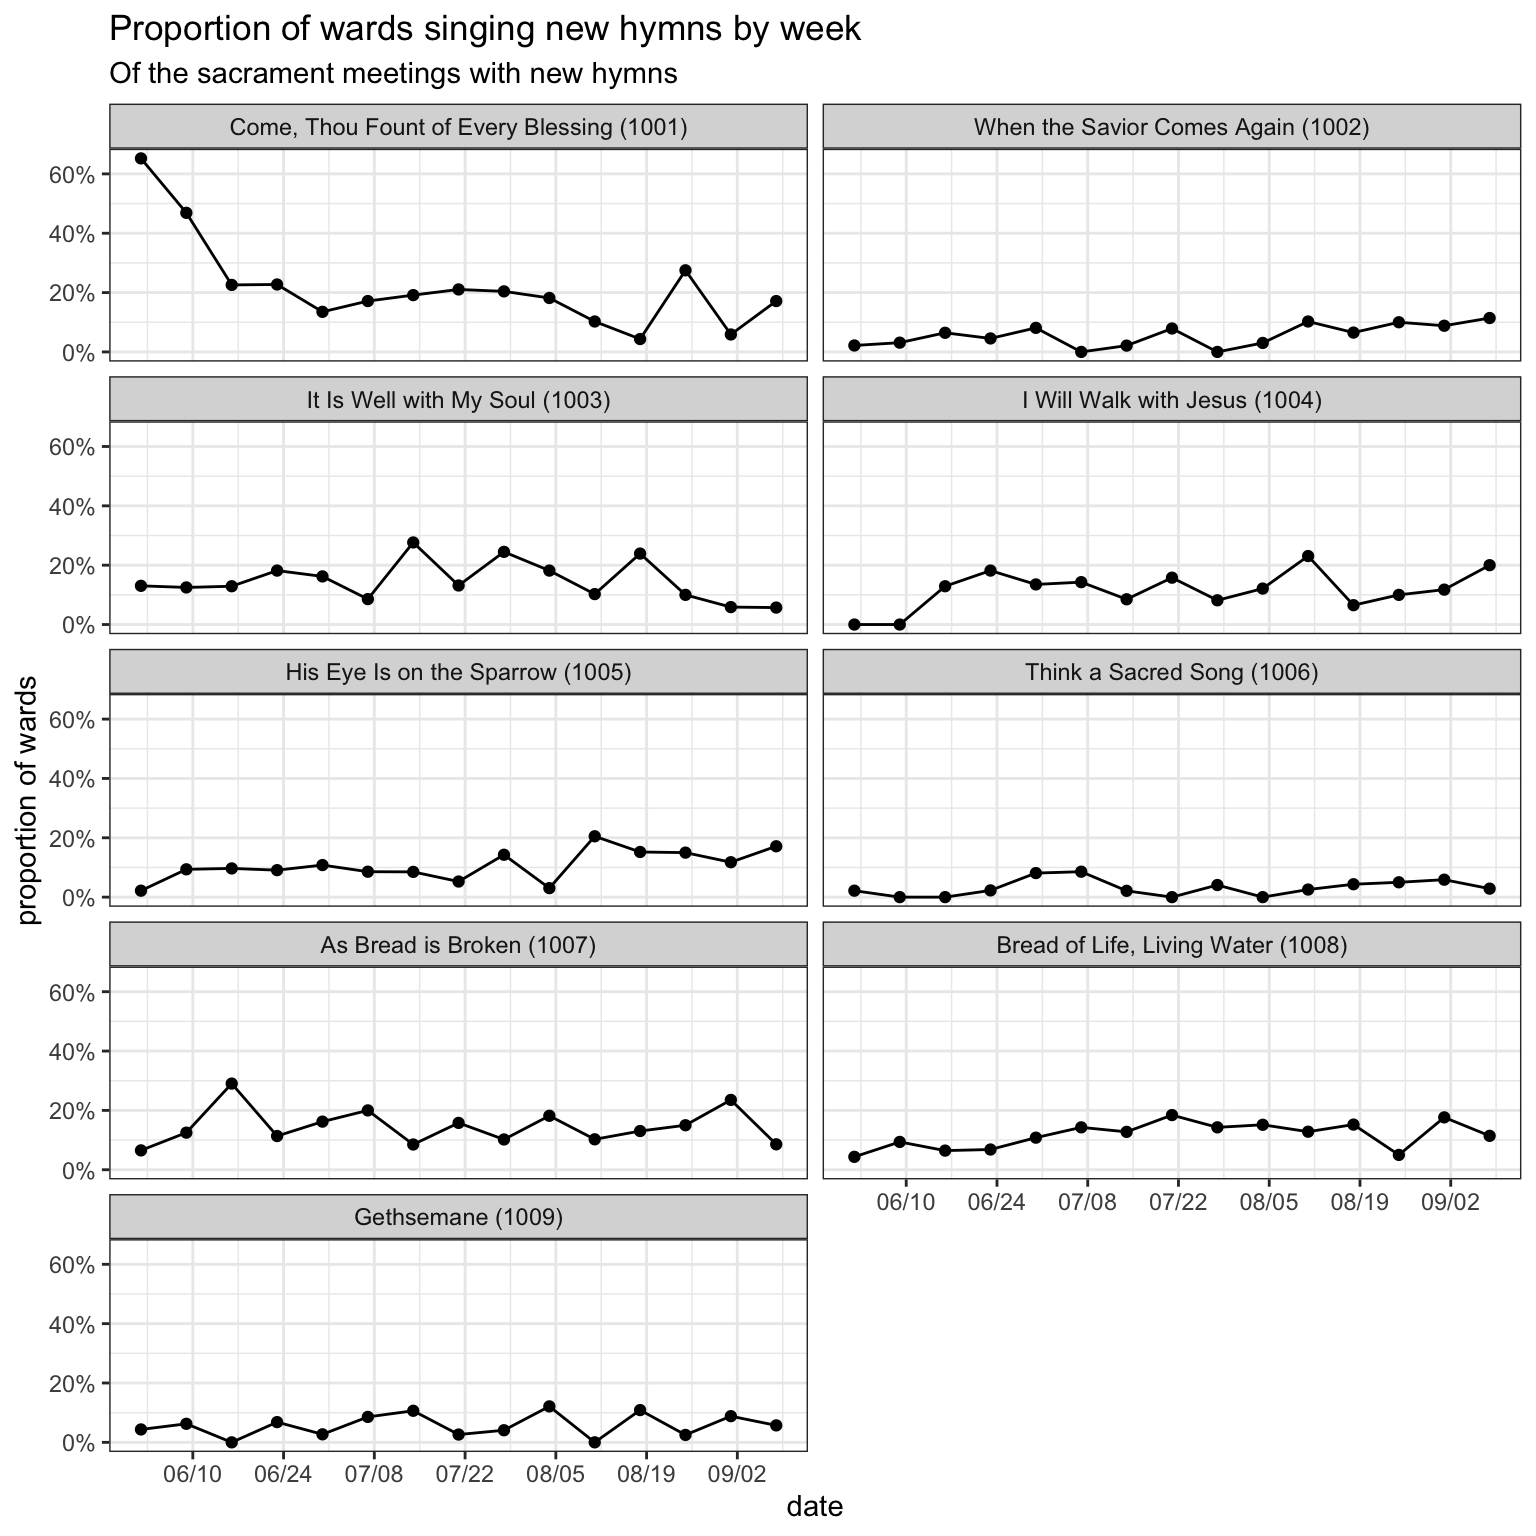 Proportion of wards singing new hymns by week
Of the sacrament meetings with new hymns
Come, Thou Fount of Every Blessing (1001)
When the Savior Comes Again (1002)
60%
40%
20%
0%
It Is Well with My Soul (1003)
I Will Walk with Jesus (1004)
60%
40%
20%
0%
His Eye Is on the Sparrow (1005)
Think a Sacred Song (1006)
60%
40%
20%
0%
proportion of wards
As Bread is Broken (1007)
Bread of Life, Living Water (1008)
60%
40%
20%
0%
06/10 06/24 07/08 07/22 08/05 08/19 09/02
Gethsemane (1009)
60%
40%
20%
0%
06/10 06/24 07/08 07/22 08/05 08/19 09/02
date